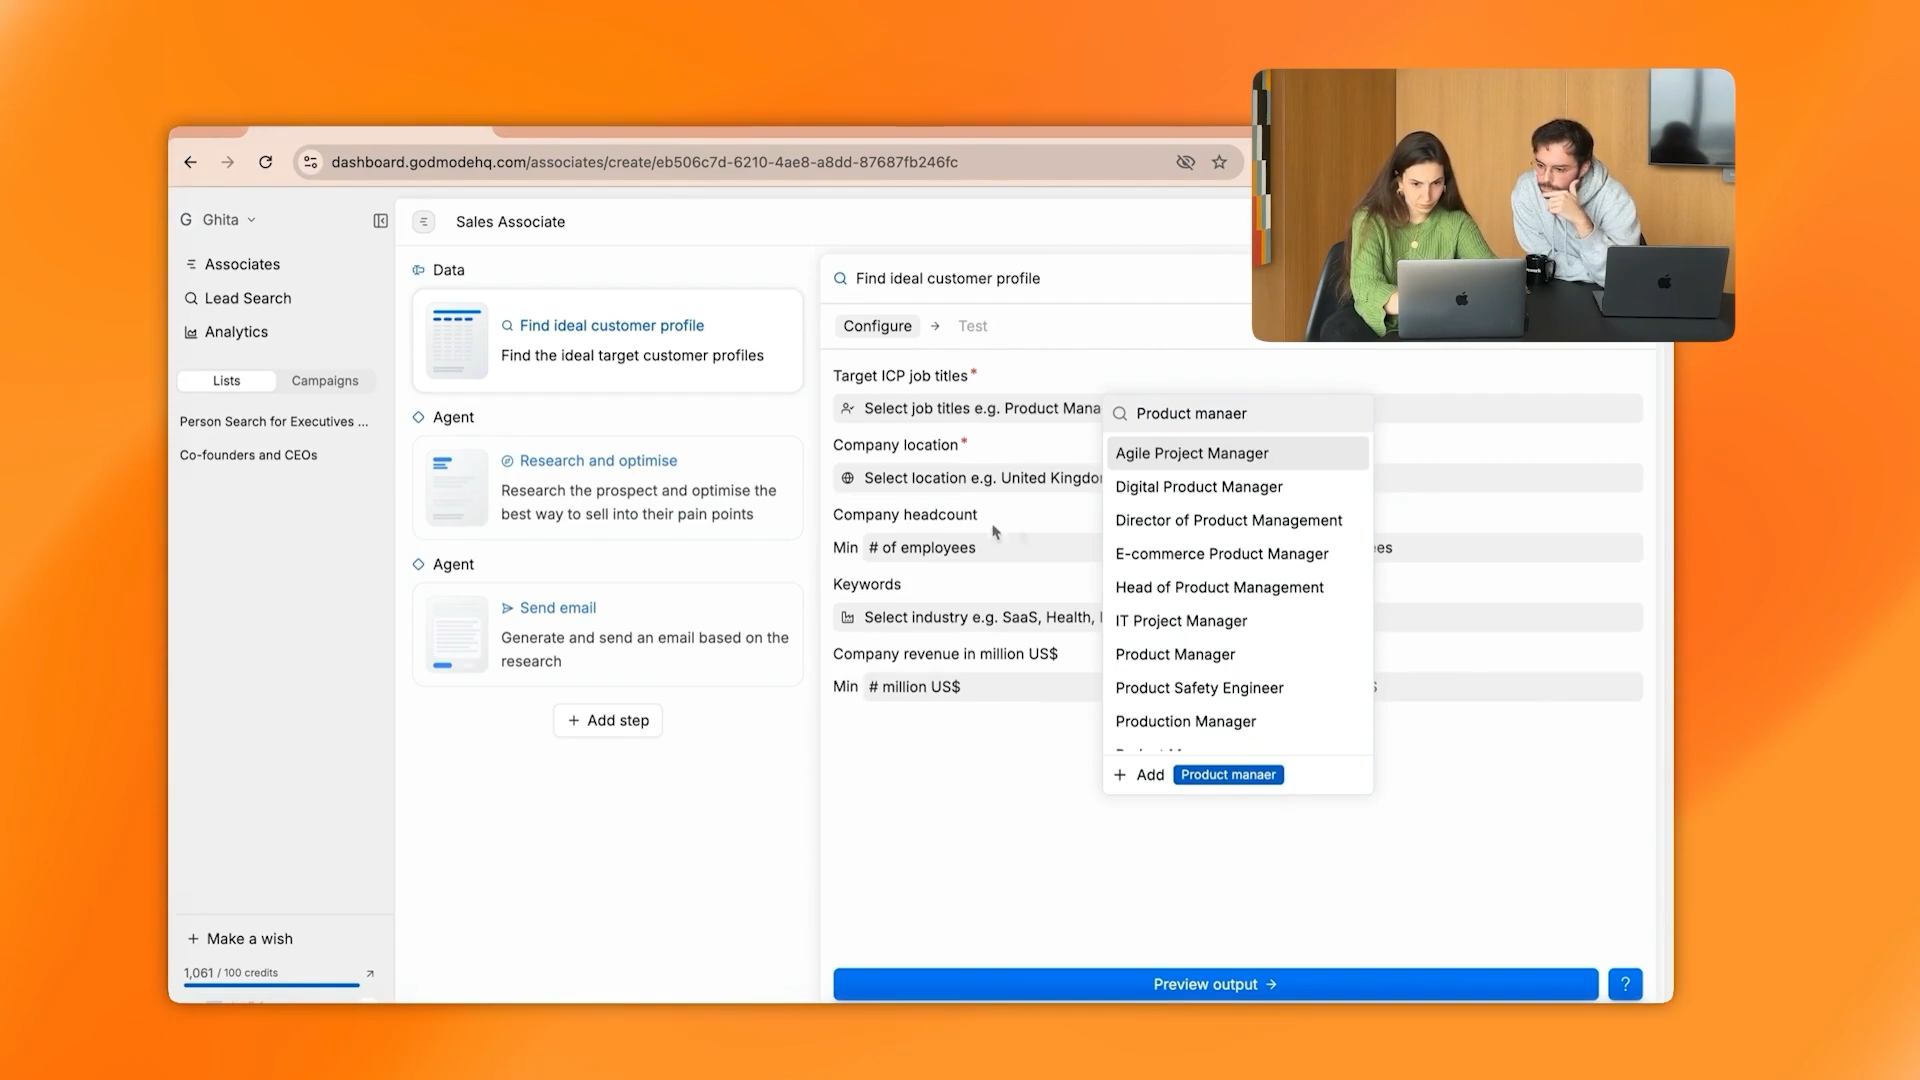 dashboard.godmodehq.com/associates/create/eb506c7d-6210-4ae8-a8dd-87687fb246fc
G Ghita
Associates
Lead Search
Analytics
Lists
Campaigns
Person Search for Executives ...
Co-founders and CEOs
+ Make a wish
1,061 / 100 credits
Sales Associate
Data
Find ideal customer profile
Find the ideal target customer profiles
Agent
Research and optimise
Research the prospect and optimise the
best way to sell into their pain points
Agent
Send email
Generate and send an email based on the
research
+ Add step
Find ideal customer profile
Configure → Test
Target ICP job titles*
Select job titles e.g. Product Mana
Company location*
Select location e.g. United Kingdo
Company headcount
Min # of employees
Keywords
Select industry e.g. SaaS, Health,
Company revenue in million US$
Min # million US$
Product manaer
Agile Project Manager
Digital Product Manager
Director of Product Management
E-commerce Product Manager
Head of Product Management
IT Project Manager
Product Manager
Product Safety Engineer
Production Manager
+ Add Product manaer
Preview output →
?